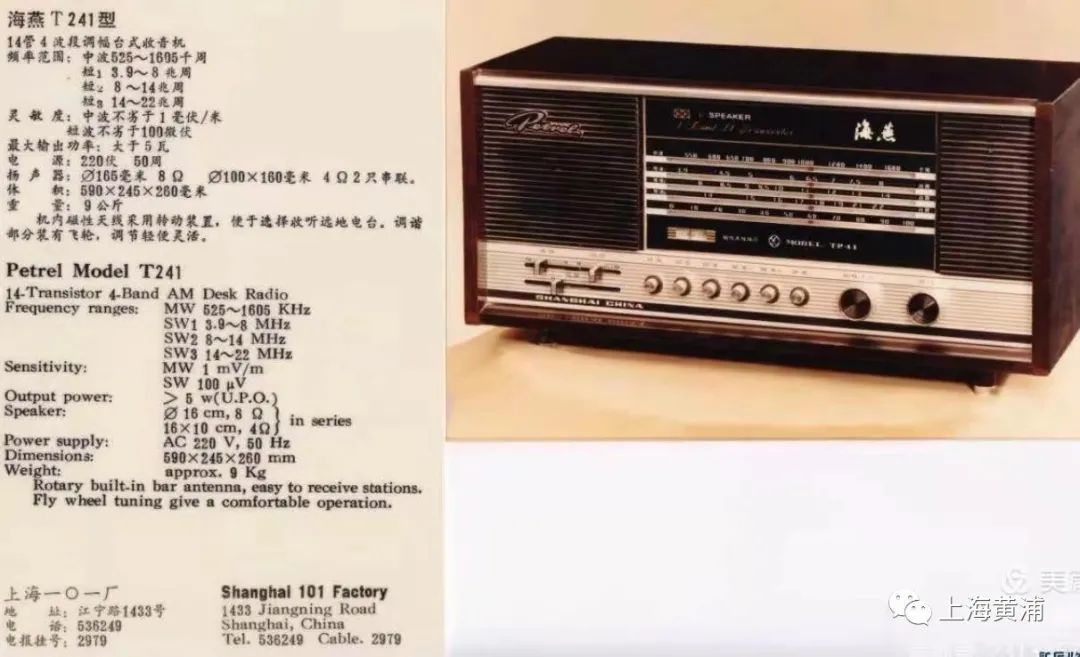 海燕T241型
14管4波段调幅台式收音机
频率范围：中波525～1605千周
短1 3.9～8兆周
短2 8～14兆周
短3 14～22兆周
灵敏度：中波不劣于1毫伏/米
短波不劣于100微伏
最大输出功率：大于5瓦
电源：220伏 50周
扬声器：∅165毫米 8Ω ∅100×160毫米 4Ω2只串联。
体积：590×245×260毫米
重量：9公斤
机内磁性天线采用转动装置，便于选择收听远地电台。调谐
部分装有飞轮，调节轻便灵活。
Petrel Model T241
14-Transistor 4-Band AM Desk Radio
Frequency ranges: MW 525～1605 KHz
SW1 3.9～8 MHz
SW2 8～14 MHz
SW3 14～22 MHz
Sensitivity: MW 1 mV/m
SW 100 μV
Output power: > 5 w(U.P.O.)
Speaker: ∅ 16 cm, 8 Ω
16×10 cm, 4Ω
in series
Power supply: AC 220 V, 50 Hz
Dimensions: 590×245×260 mm
Weight: approx. 9 Kg
Rotary built-in bar antenna, easy to receive stations.
Fly wheel tuning give a comfortable operation.
上海一〇一厂
地址：江宁路1433号
电话：536249
电报挂号：2979
Shanghai 101 Factory
1433 Jiangning Road
Shanghai, China
Tel. 536249 Cable. 2979
Petrel
SPEAKER
海燕
MODEL TP41
SHANGHAI CHINA
上海黄浦